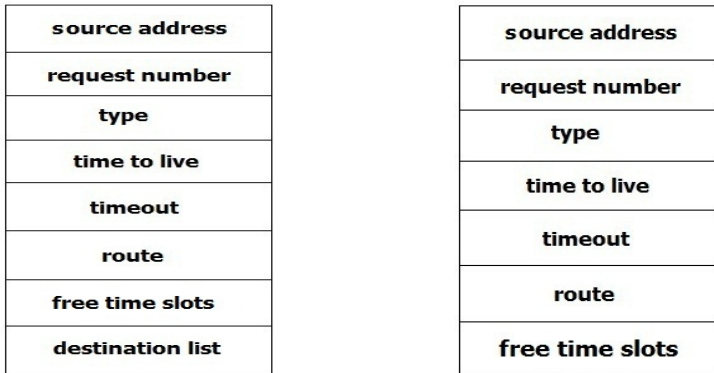 source address
request number
type
time to live
timeout
route
free time slots
destination list
source address
request number
type
time to live
timeout
route
free time slots